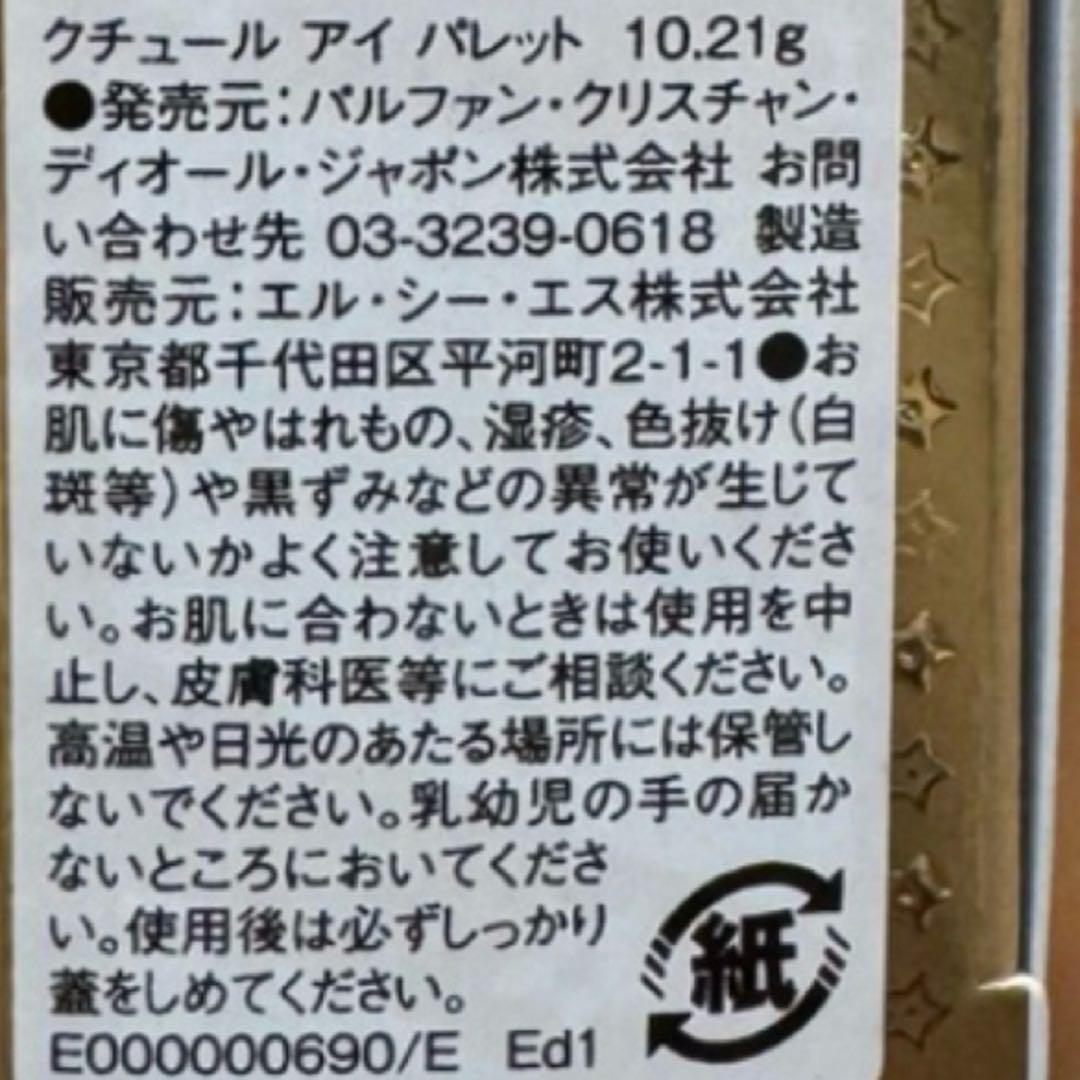 クチュール アイ パレット 10.21g
●発売元:パルファン・クリスチャン・
ディオール・ジャポン株式会社 お問
い合わせ先 03-3239-0618 製造
販売元:エル・シー・エス株式会社
東京都千代田区平河町2-1-1●お
肌に傷やはれもの、湿疹、色抜け(白
斑等)や黒ずみなどの異常が生じて
いないかよく注意してお使いくださ
い。お肌に合わないときは使用を中
止し、皮膚科医等にご相談ください。
高温や日光のあたる場所には保管し
ないでください。乳幼児の手の届か
ないところにおいてくださ
い。使用後は必ずしっかり
蓋をしめてください。
紙
E000000690/E Ed1